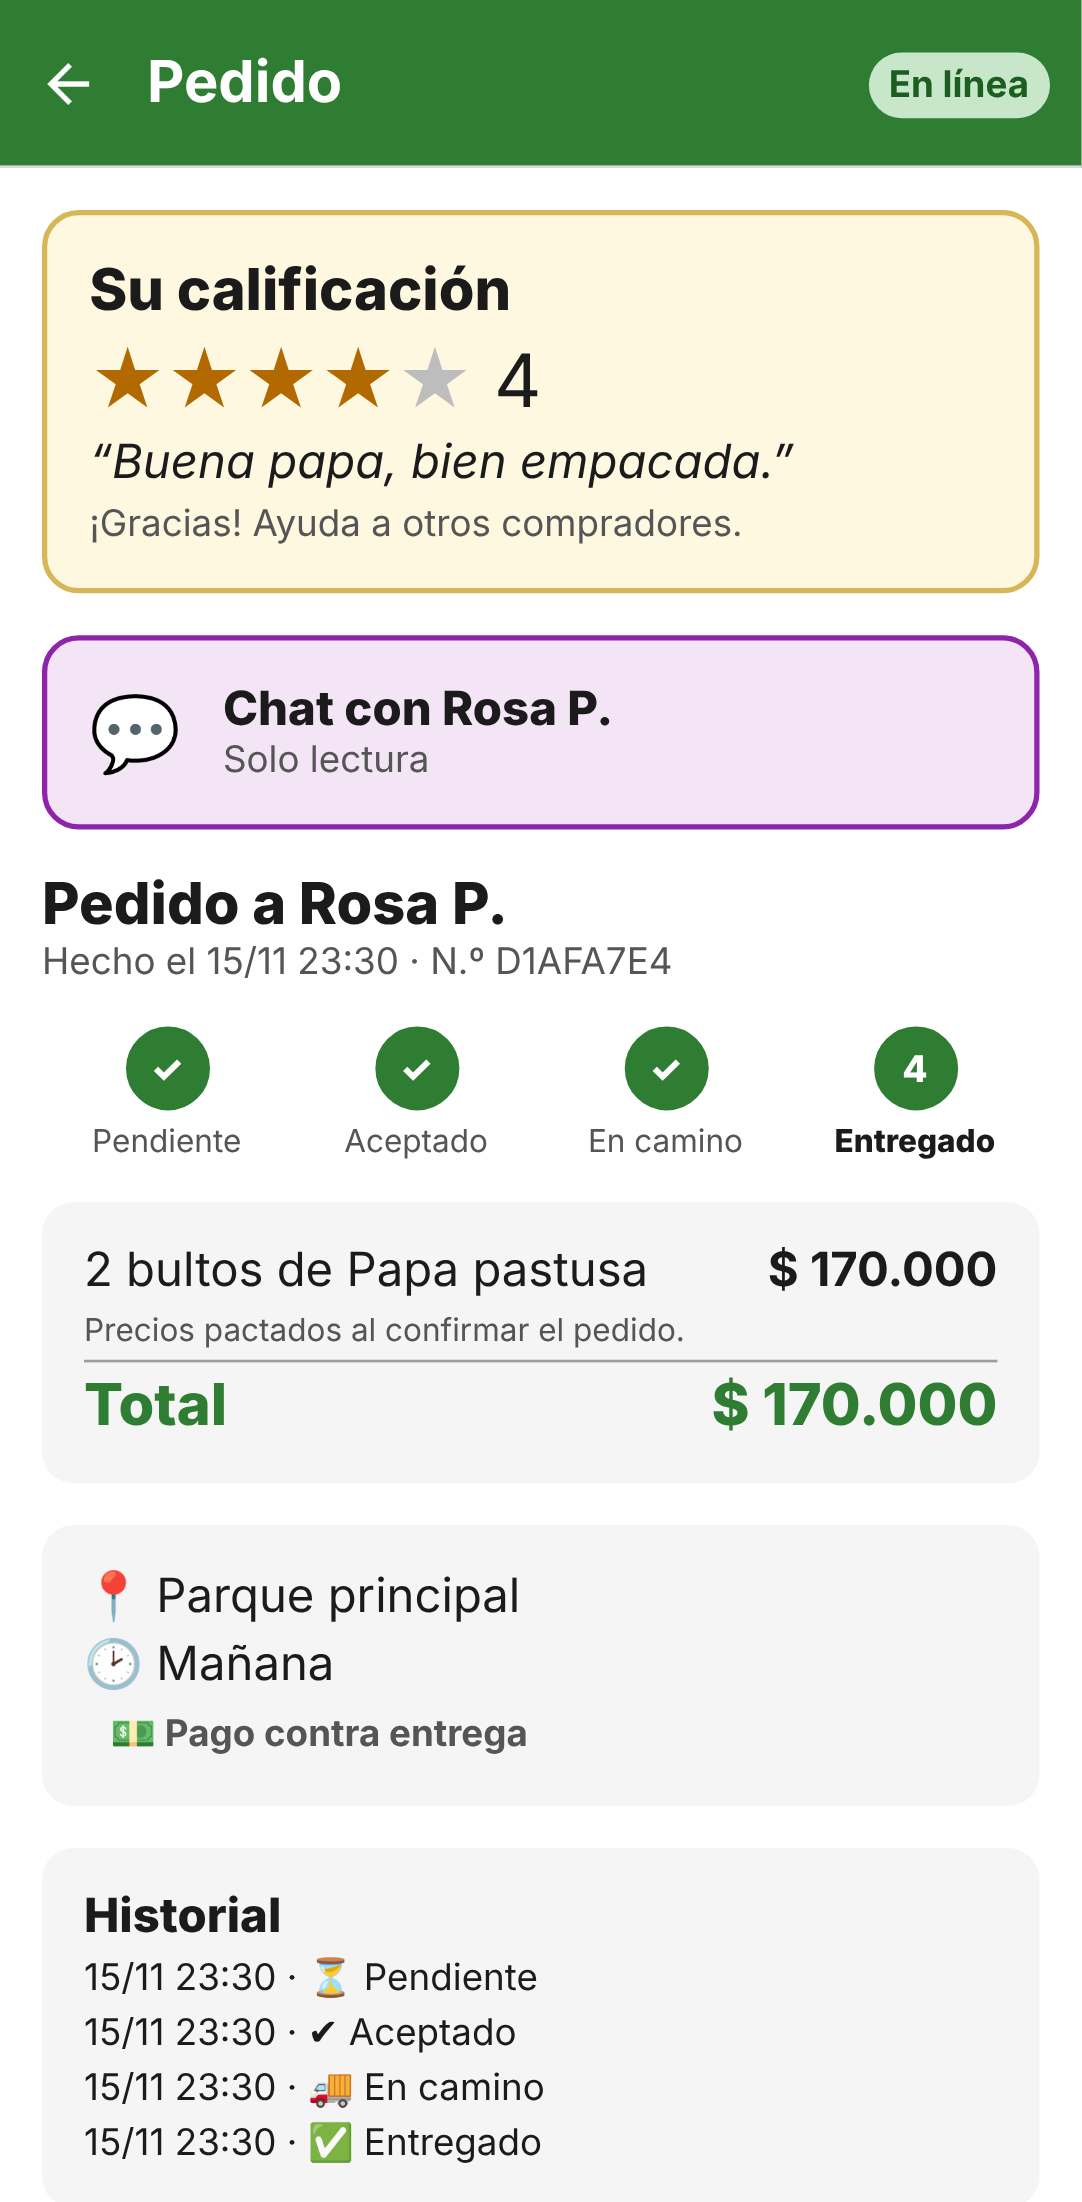 Pedido
En línea
Su calificación
★★★★★ 4
“Buena papa, bien empacada.”
¡Gracias! Ayuda a otros compradores.
Chat con Rosa P.
Solo lectura
Pedido a Rosa P.
Hecho el 15/11 23:30 · N.º D1AFA7E4
4
Pendiente Aceptado En camino Entregado
2 bultos de Papa pastusa $ 170.000
Precios pactados al confirmar el pedido.
Total $ 170.000
📍 Parque principal
🕑 Mañana
💵 Pago contra entrega
Historial
15/11 23:30 · ⏳ Pendiente
15/11 23:30 · ✔ Aceptado
15/11 23:30 · 🚚 En camino
15/11 23:30 · ✅ Entregado